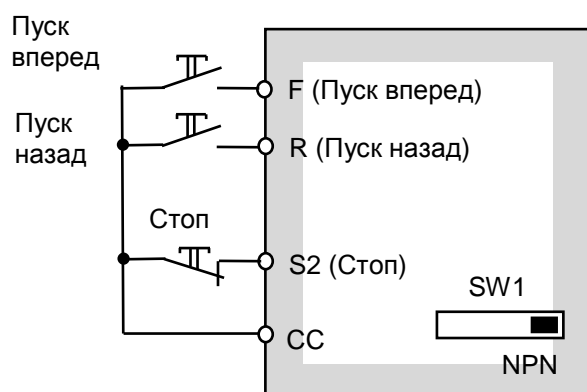 Пуск
вперед
F (Пуск вперед)
Пуск
назад
R (Пуск назад)
Стоп
S2 (Стоп)
SW1
CC
NPN